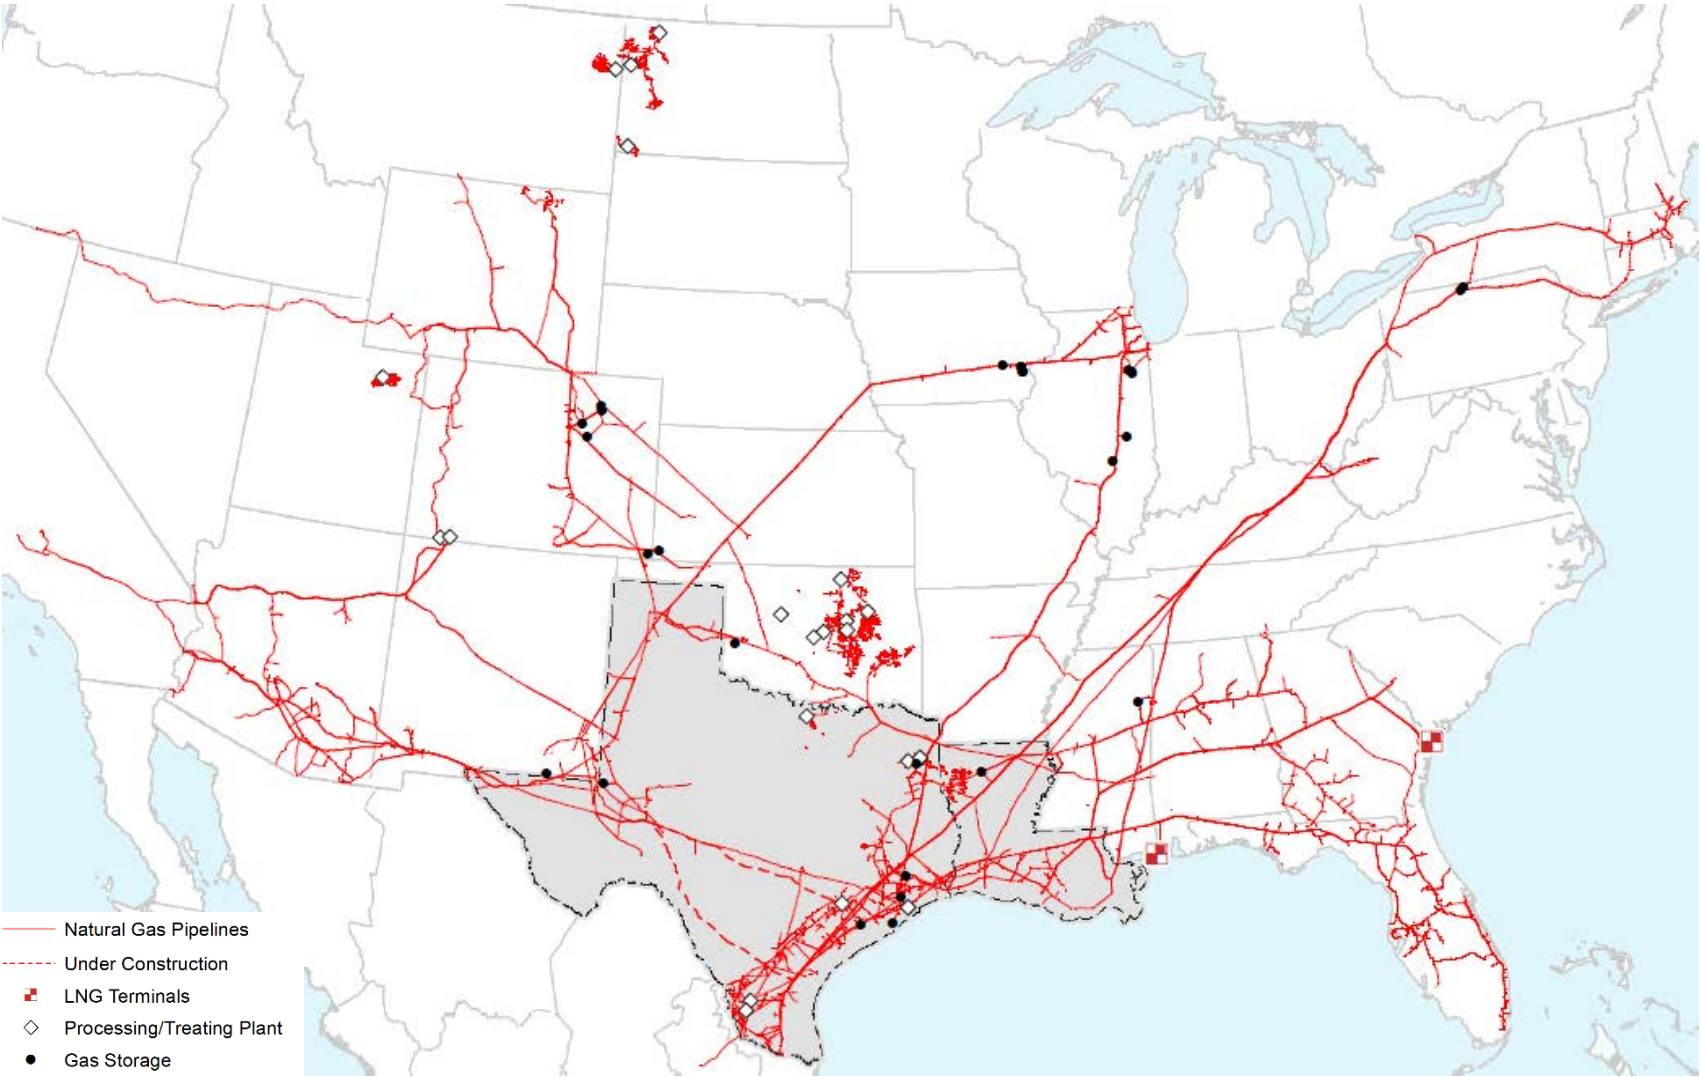 Natural Gas Pipelines
Under Construction
LNG Terminals
Processing/Treating Plant
Gas Storage